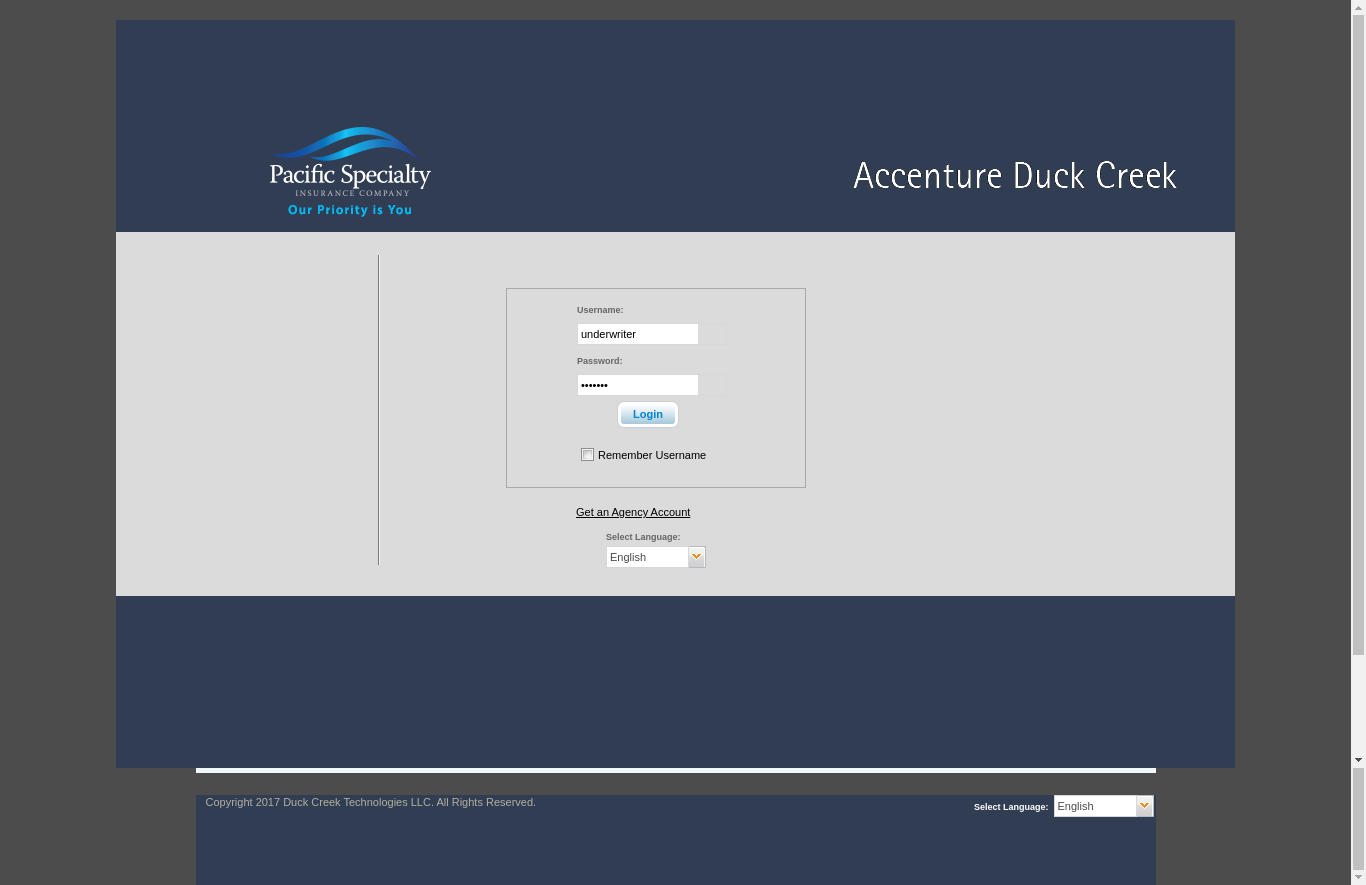 Pacific Specialty
INSURANCE COMPANY
Our Priority is You
Accenture Duck Creek
Username:
underwriter
Password:
•••••••
Login
Remember Username
Get an Agency Account
Select Language:
English
Copyright 2017 Duck Creek Technologies LLC. All Rights Reserved.
Select Language: English